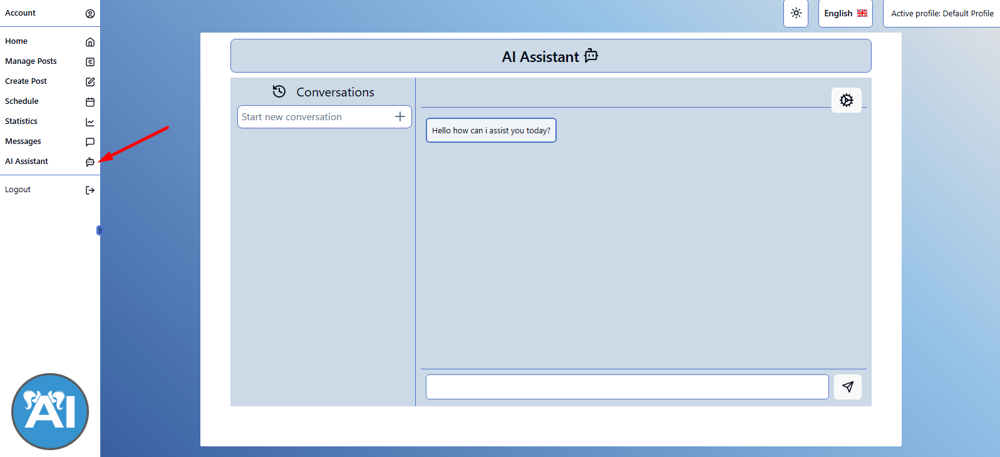 Account
Home
Manage Posts
Create Post
Schedule
Statistics
Messages
AI Assistant
Logout
AI
English
Active profile: Default Profile
AI Assistant
Conversations
Start new conversation
Hello how can i assist you today?